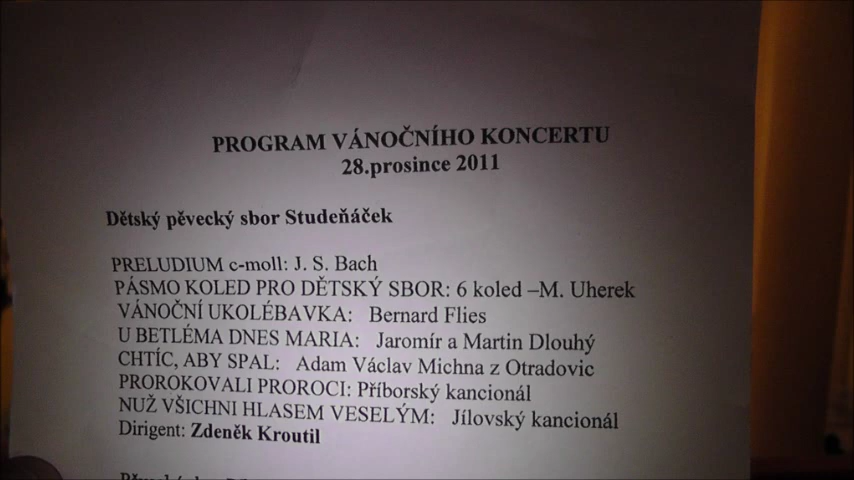 PROGRAM VÁNOČNÍHO KONCERTU
28.prosince 2011
Dětský pěvecký sbor Studeňáček
PRELUDIUM c-moll: J. S. Bach
PÁSMO KOLED PRO DĚTSKÝ SBOR: 6 koled –M. Uherek
VÁNOČNÍ UKOLÉBAVKA: Bernard Flies
U BETLÉMA DNES MARIA: Jaromír a Martin Dlouhý
CHTÍC, ABY SPAL: Adam Václav Michna z Otradovic
PROROKOVALI PROROCI: Příborský kancionál
NUŽ VŠICHNI HLASEM VESELÝM: Jílovský kancionál
Dirigent: Zdeněk Kroutil